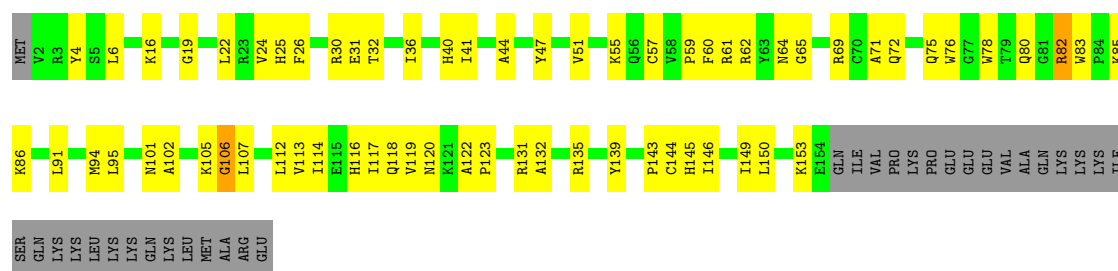 MET V2 R3 Y4 S5 L6 K16 G19 L22 R23 V24 H25 F26 R30 E31 T32 I36 H40 I41 A44 Y47 V51 K55 Q56 C57 V58 P59 F60 R61 R62 Y63 N64 G65 R69 C70 A71 Q72 Q75 W76 G77 W78 T79 Q80 G81 R82 W83 P84 K85
K86 L91 M94 L95 N101 A102 K105 G106 L107 L112 V113 I114 E115 H116 I117 Q118 V119 N120 K121 A122 P123 R131 A132 R135 Y139 P143 C144 H145 I146 I149 L150 K153 E154 GLN ILE VAL PRO LYS PRO GLU GLU GLU VAL ALA GLN LYS LYS LYS ILE
SER GLN LYS LYS LEU LYS LYS GLN LYS LEU MET ALA ARG GLU